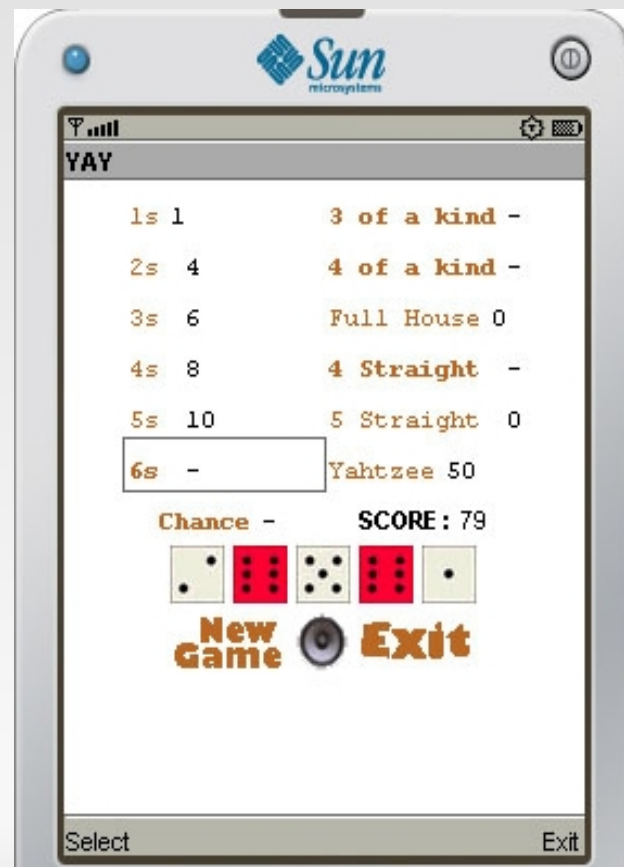 Sun
microsystems
YAY
1s 1 3 of a kind -
2s 4 4 of a kind -
3s 6 Full House 0
4s 8 4 Straight -
5s 10 5 Straight 0
6s - Yahtzee 50
Chance - SCORE: 79
New Game Exit
Select Exit